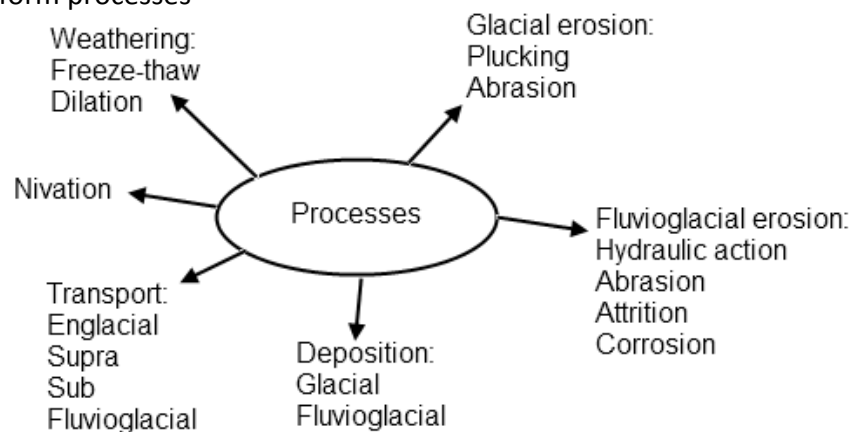 form processes
Weathering:
Freeze-thaw
Dilation
Glacial erosion:
Plucking
Abrasion
Nivation
Processes
Fluvioglacial erosion:
Hydraulic action
Abrasion
Attrition
Corrosion
Transport:
Englacial
Supra
Sub
Fluvioglacial
Deposition:
Glacial
Fluvioglacial